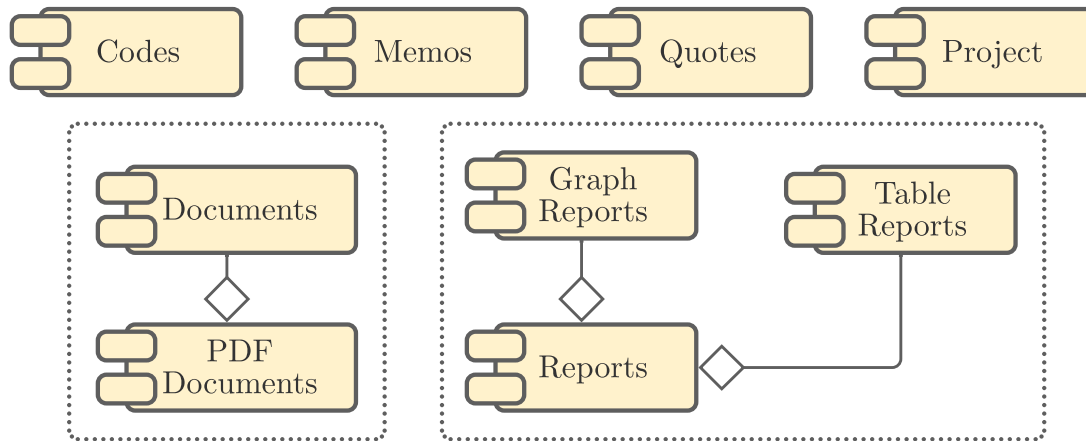 Codes
Memos
Quotes
Project
Documents
PDF
Documents
Graph
Reports
Table
Reports
Reports